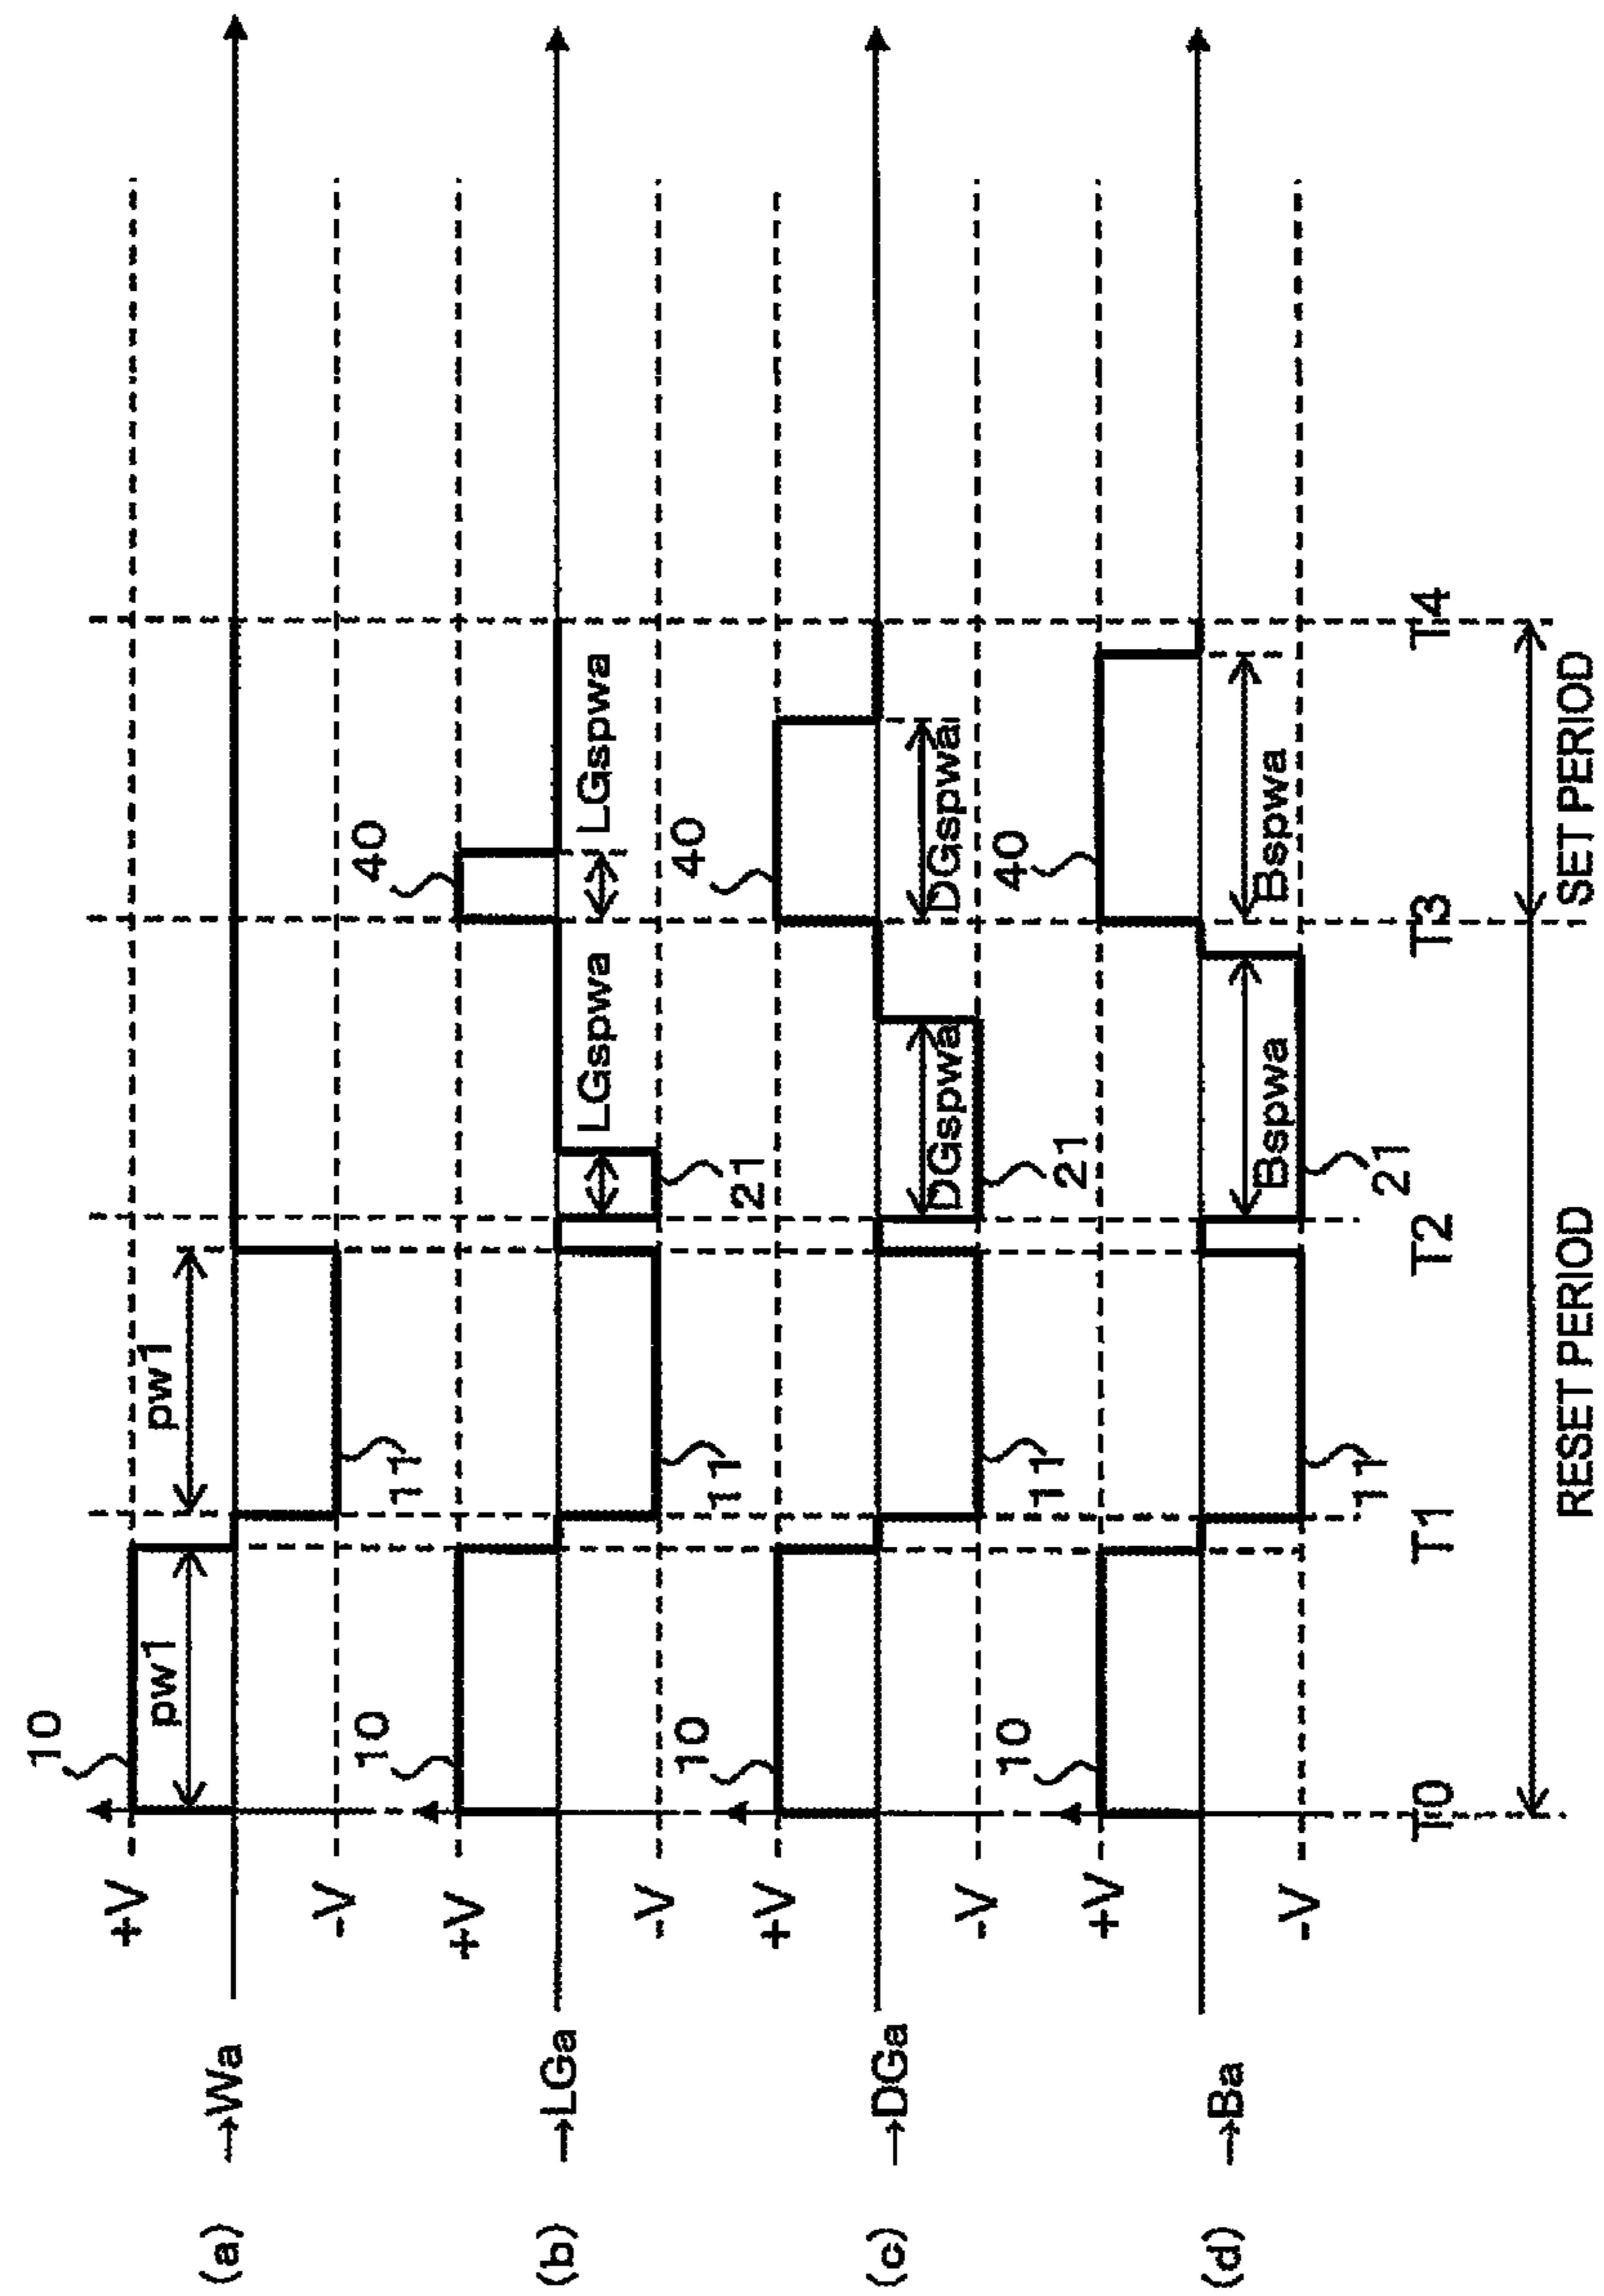 (a) →Wa
+V
-V
10
pw1
pw1
11
(b) →LGa
+V
-V
10
11
21
LGspwa
40
LGspwa
(c) →DGa
+V
-V
10
11
21
DGspwa
40
DGspwa
(d) →Ba
+V
-V
10
11
21
Bspwa
40
Bspwa
T0
T1
T2
T3
T4
RESET PERIOD
SET PERIOD